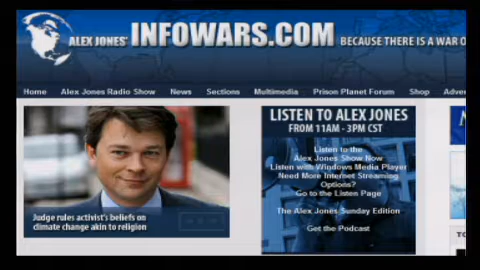 ALEX JONES' INFOWARS.COM BECAUSE THERE IS A WAR O
Home Alex Jones Radio Show News Sections Multimedia Prison Planet Forum Shop Adver
LISTEN TO ALEX JONES
FROM 11AM - 3PM CST
Listen to the
Alex Jones Show Now
Listen with Windows Media Player
Need More Internet Streaming
Options?
Go to the Listen Page
The Alex Jones Sunday Edition
Get the Podcast
Judge rules activist's beliefs on
climate change akin to religion